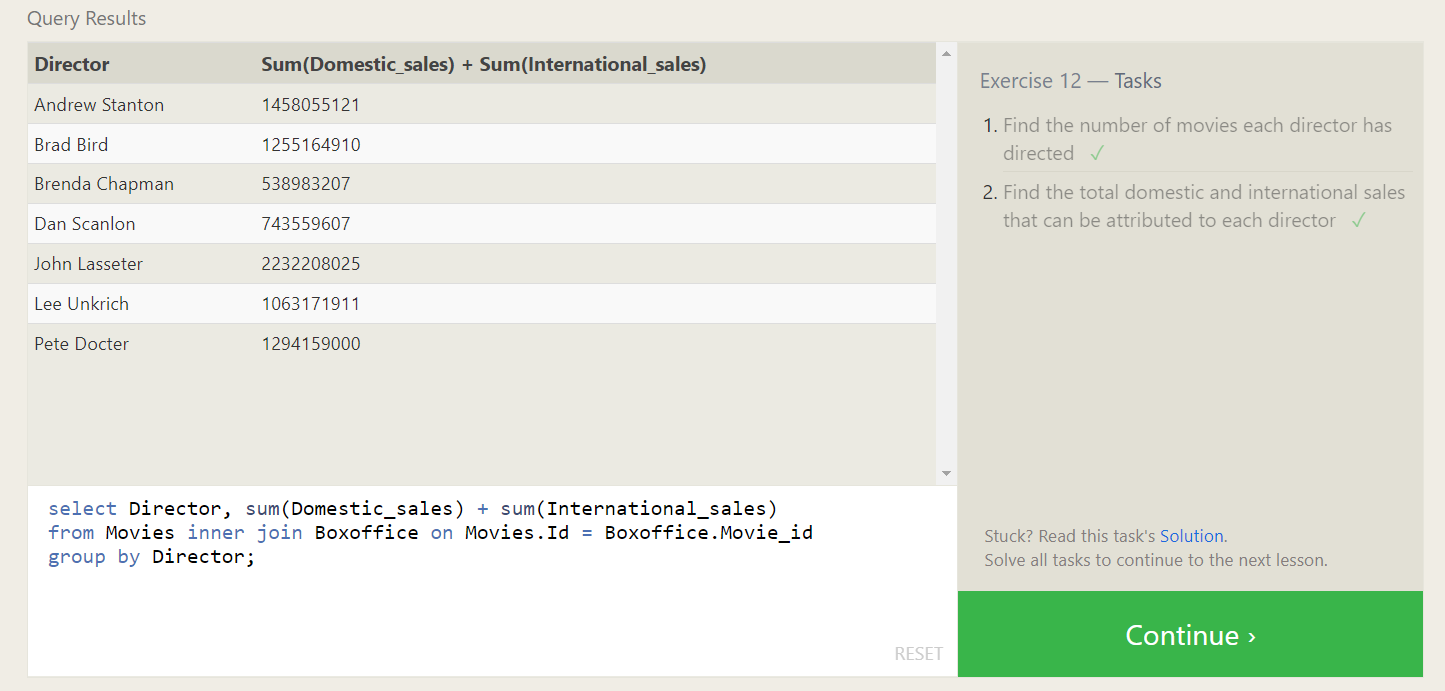 Query Results
Director Sum(Domestic_sales) + Sum(International_sales)
Andrew Stanton 1458055121
Brad Bird 1255164910
Brenda Chapman 538983207
Dan Scanlon 743559607
John Lasseter 2232208025
Lee Unkrich 1063171911
Pete Docter 1294159000
select Director, sum(Domestic_sales) + sum(International_sales)
from Movies inner join Boxoffice on Movies.Id = Boxoffice.Movie_id
group by Director;
RESET
Exercise 12 — Tasks
1. Find the number of movies each director has
directed ✓
2. Find the total domestic and international sales
that can be attributed to each director ✓
Stuck? Read this task's Solution.
Solve all tasks to continue to the next lesson.
Continue ›